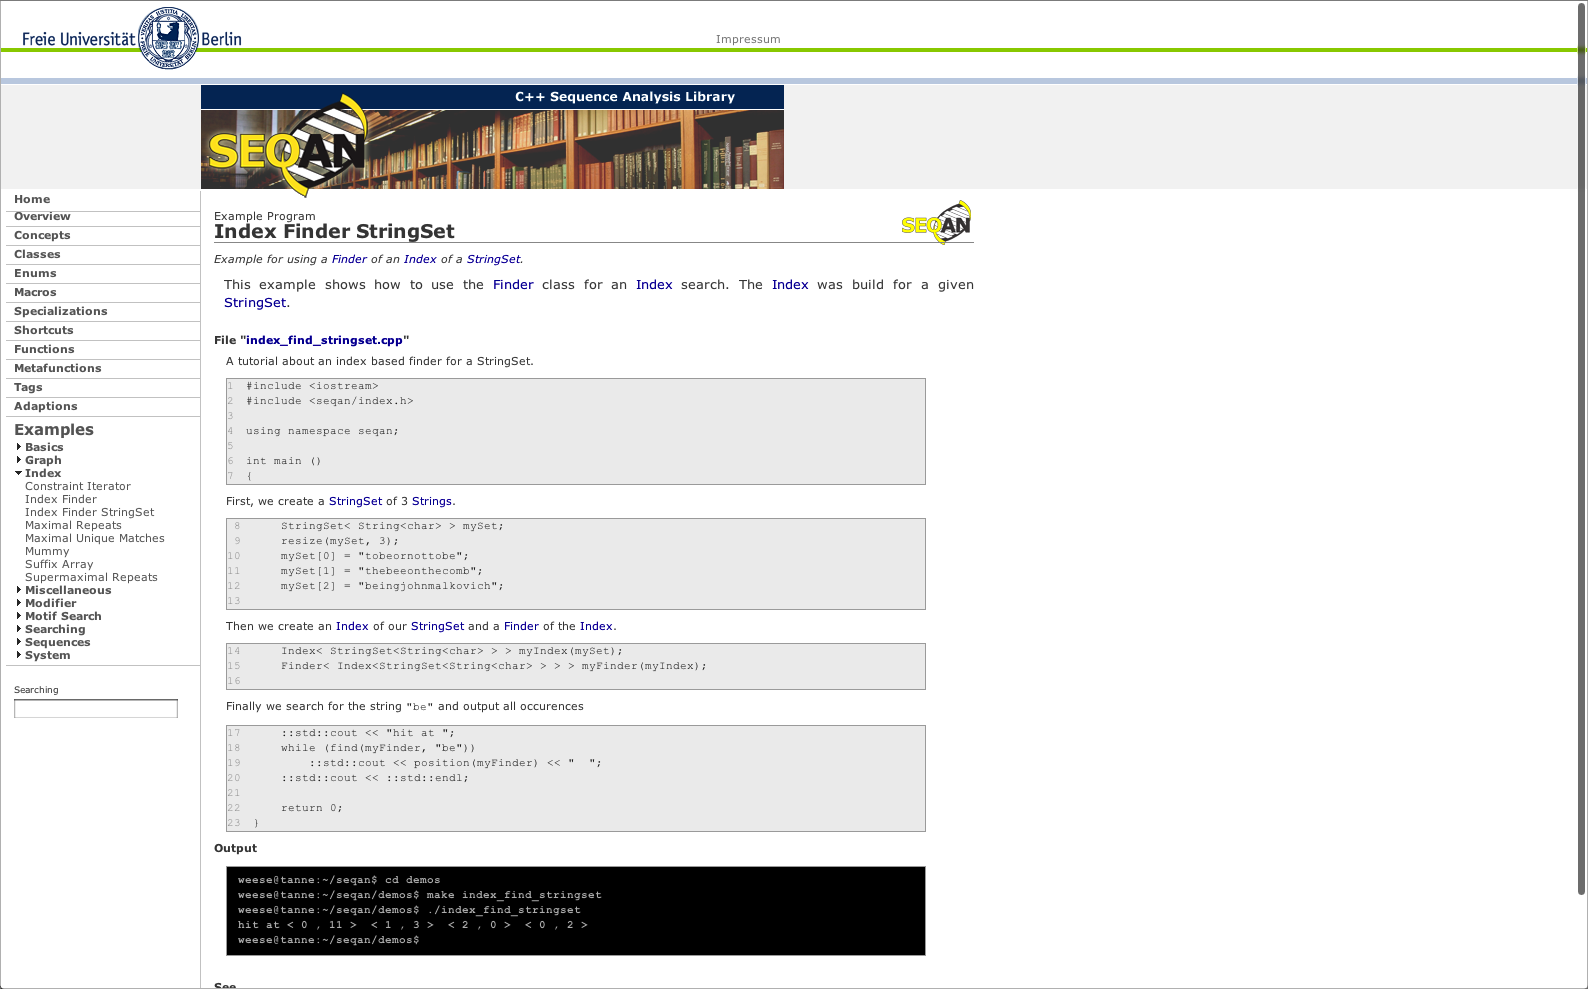 Freie Universität Berlin
Impressum
C++ Sequence Analysis Library
SEQAN
Home
Overview
Concepts
Classes
Enums
Macros
Specializations
Shortcuts
Functions
Metafunctions
Tags
Adaptions
Examples
Basics
Graph
Index
Constraint Iterator
Index Finder
Index Finder StringSet
Maximal Repeats
Maximal Unique Matches
Mummy
Suffix Array
Supermaximal Repeats
Miscellaneous
Modifier
Motif Search
Searching
Sequences
System
Searching
Example Program
Index Finder StringSet
SEQAN
Example for using a Finder of an Index of a StringSet.
This example shows how to use the Finder class for an Index search. The Index was build for a given
StringSet.
File "index_find_stringset.cpp"
A tutorial about an index based finder for a StringSet.
1 #include <iostream>
2 #include <seqan/index.h>
3
4 using namespace seqan;
5
6 int main ()
7 {
First, we create a StringSet of 3 Strings.
8 StringSet< String<char> > mySet;
9 resize(mySet, 3);
10 mySet[0] = "tobeornottobe";
11 mySet[1] = "thebeeonthecomb";
12 mySet[2] = "beingjohnmalkovich";
13
Then we create an Index of our StringSet and a Finder of the Index.
14 Index< StringSet<String<char> > > myIndex(mySet);
15 Finder< Index<StringSet<String<char> > > > myFinder(myIndex);
16
Finally we search for the string "be" and output all occurences
17 ::std::cout << "hit at ";
18 while (find(myFinder, "be"))
19 ::std::cout << position(myFinder) << "  ";
20 ::std::cout << ::std::endl;
21
22 return 0;
23 }
Output
weese@tanne:~/seqan$ cd demos
weese@tanne:~/seqan/demos$ make index_find_stringset
weese@tanne:~/seqan/demos$ ./index_find_stringset
hit at < 0 , 11 >  < 1 , 3 >  < 2 , 0 >  < 0 , 2 >
weese@tanne:~/seqan/demos$
See